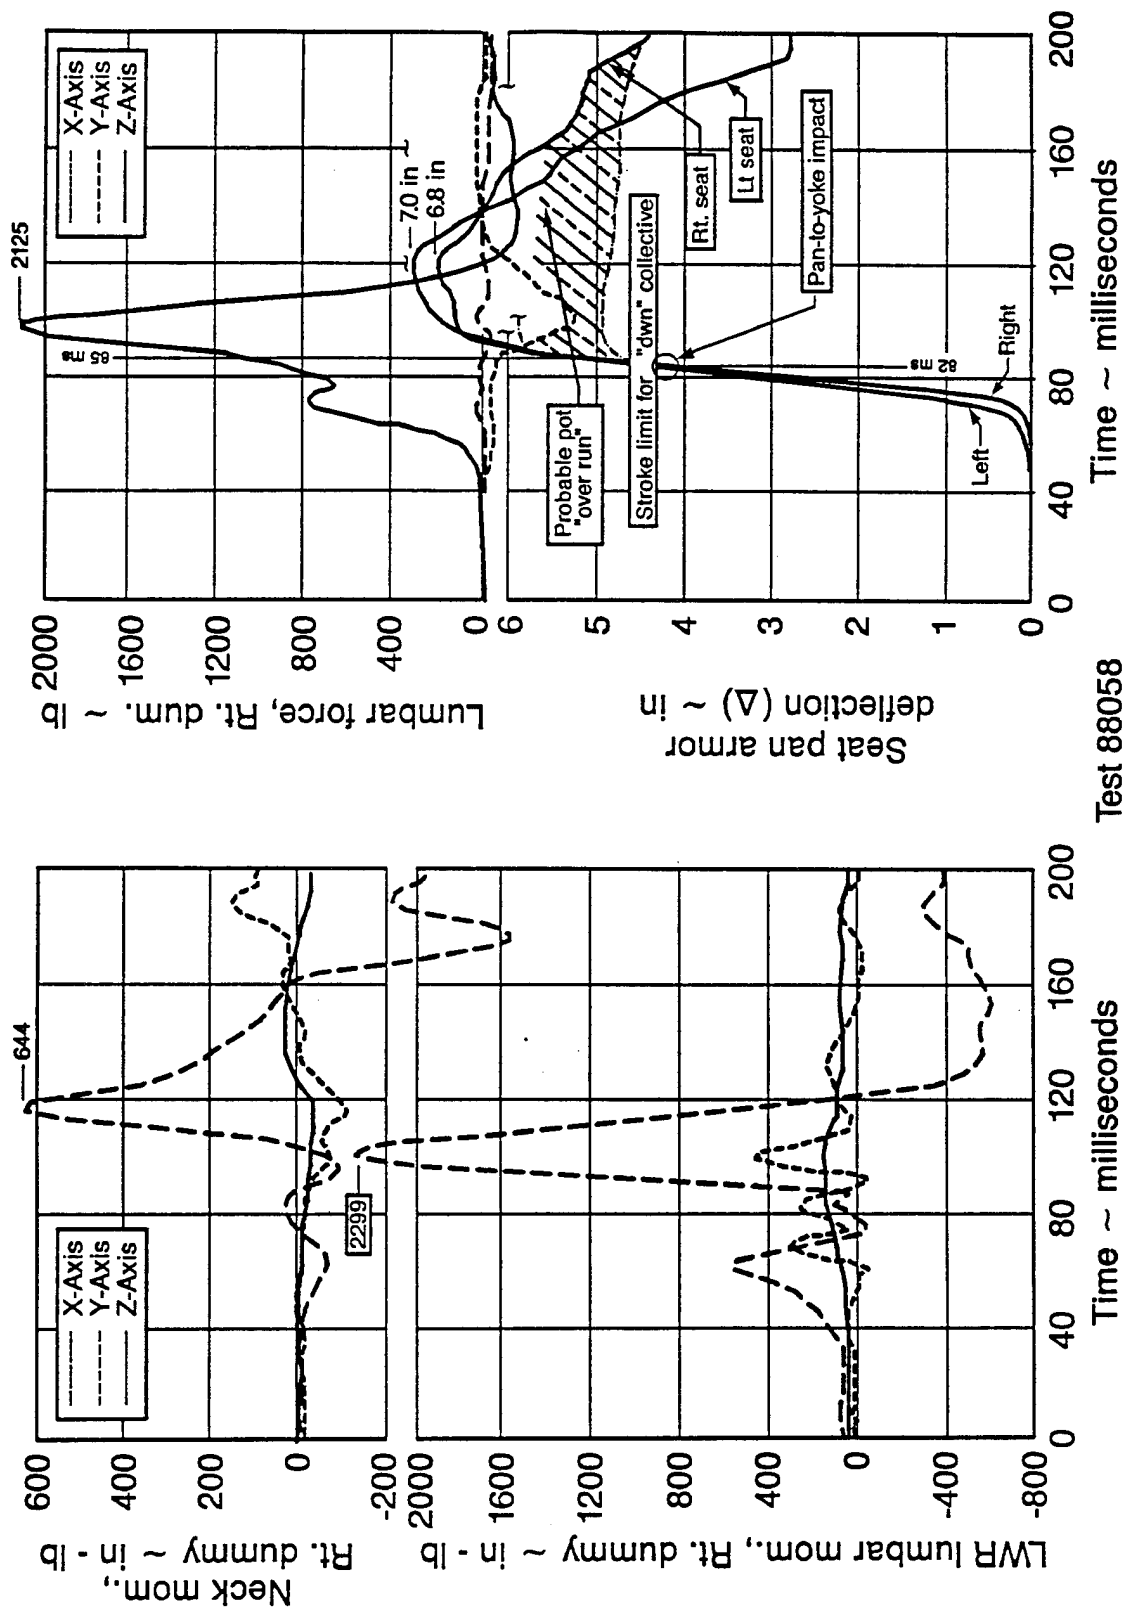 X-Axis
Y-Axis
Z-Axis
644
600
400
200
0
-200
Neck mom.,
Rt. dummy ~ in - lb
2299
2000
1600
1200
800
400
0
-400
-800
LWR lumbar mom., Rt. dummy ~ in - lb
0
40
80
120
160
200
Time ~ milliseconds
X-Axis
Y-Axis
Z-Axis
2125
2000
1600
1200
800
400
0
Lumbar force, Rt. dum. ~ lb
85 ms
7.0 in
6.8 in
6
5
4
3
2
1
0
Seat pan armor
deflection (Δ) ~ in
Probable pot
"over run"
Stroke limit for "dwn" collective
Rt. seat
Lt seat
Pan-to-yoke impact
82 ms
Left
Right
0
40
80
120
160
200
Time ~ milliseconds
Test 88058